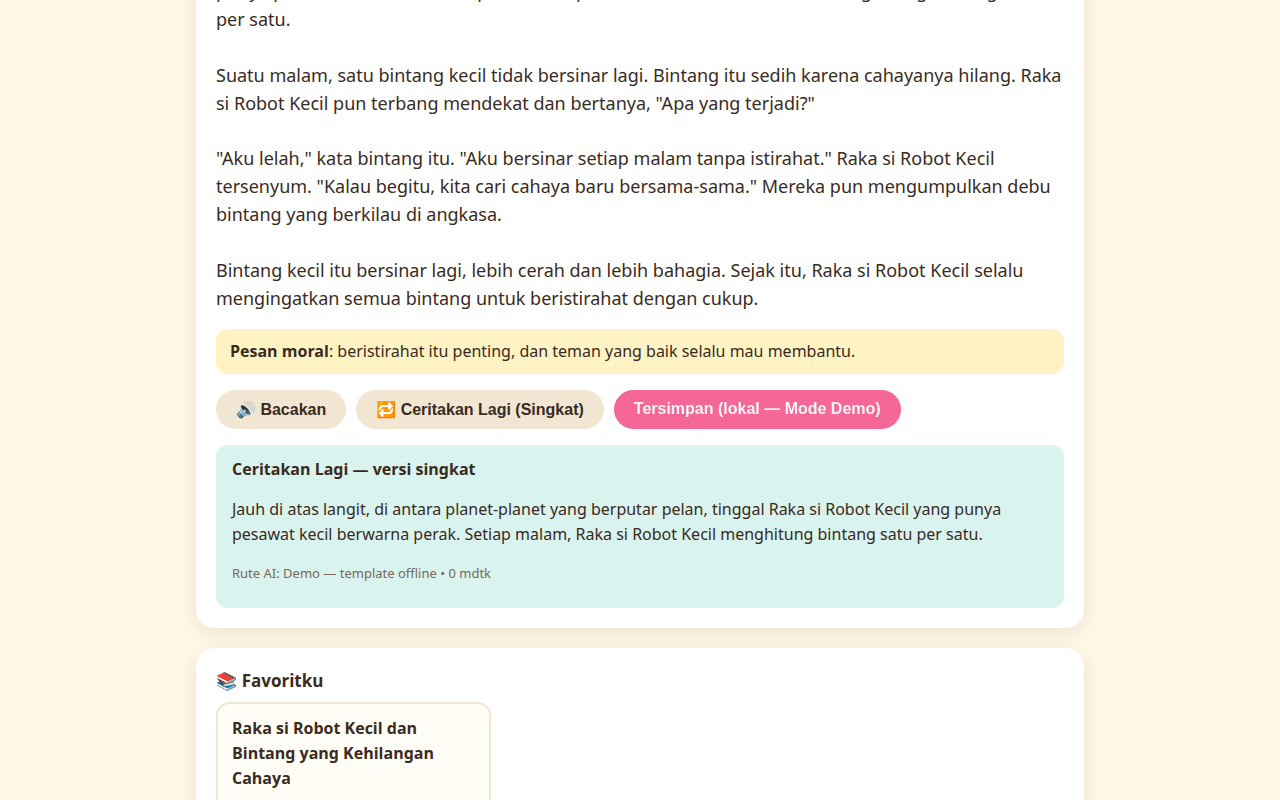 per satu.
Suatu malam, satu bintang kecil tidak bersinar lagi. Bintang itu sedih karena cahayanya hilang. Raka
si Robot Kecil pun terbang mendekat dan bertanya, "Apa yang terjadi?"
"Aku lelah," kata bintang itu. "Aku bersinar setiap malam tanpa istirahat." Raka si Robot Kecil
tersenyum. "Kalau begitu, kita cari cahaya baru bersama-sama." Mereka pun mengumpulkan debu
bintang yang berkilau di angkasa.
Bintang kecil itu bersinar lagi, lebih cerah dan lebih bahagia. Sejak itu, Raka si Robot Kecil selalu
mengingatkan semua bintang untuk beristirahat dengan cukup.
Pesan moral: beristirahat itu penting, dan teman yang baik selalu mau membantu.
🔊 Bacakan
🔁 Ceritakan Lagi (Singkat)
Tersimpan (lokal — Mode Demo)
Ceritakan Lagi — versi singkat
Jauh di atas langit, di antara planet-planet yang berputar pelan, tinggal Raka si Robot Kecil yang punya
pesawat kecil berwarna perak. Setiap malam, Raka si Robot Kecil menghitung bintang satu per satu.
Rute AI: Demo — template offline • 0 mdtk
📚 Favoritku
Raka si Robot Kecil dan
Bintang yang Kehilangan
Cahaya